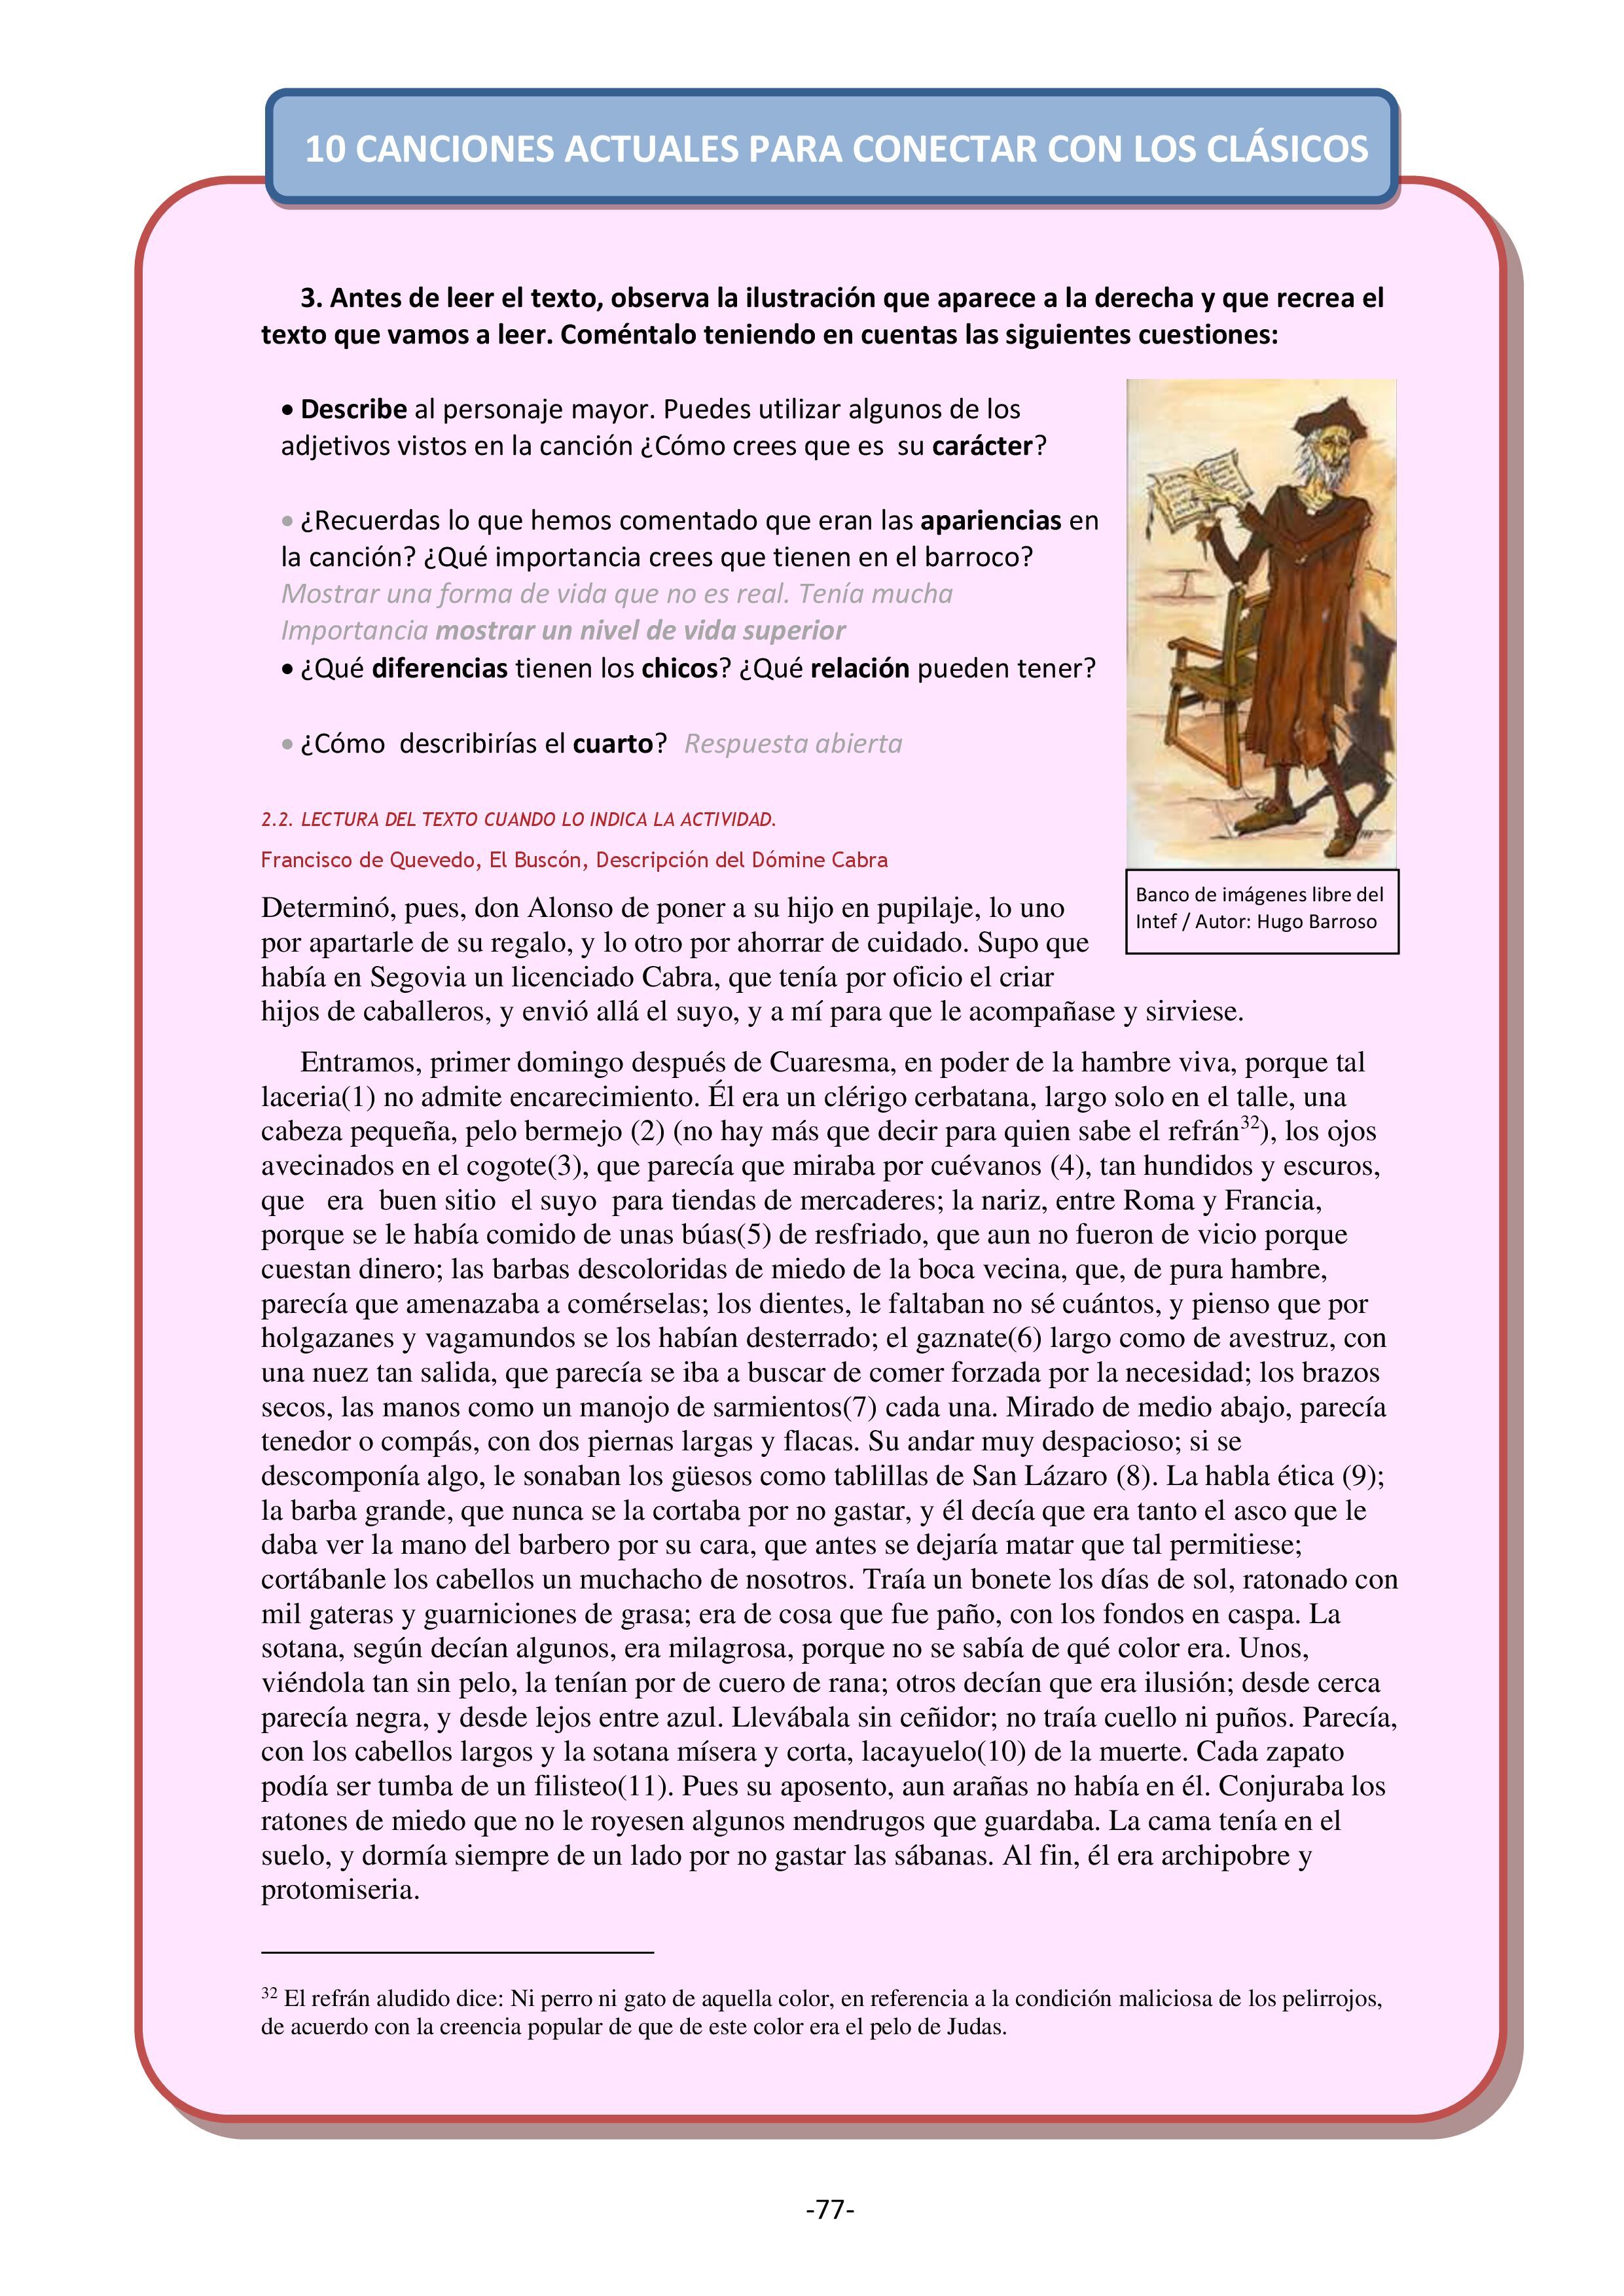 10 CANCIONES ACTUALES PARA CONECTAR CON LOS CLÁSICOS
3. Antes de leer el texto, observa la ilustración que aparece a la derecha y que recrea el
texto que vamos a leer. Coméntalo teniendo en cuentas las siguientes cuestiones:
• Describe al personaje mayor. Puedes utilizar algunos de los
adjetivos vistos en la canción ¿Cómo crees que es su carácter?
• ¿Recuerdas lo que hemos comentado que eran las apariencias en
la canción? ¿Qué importancia crees que tienen en el barroco?
Mostrar una forma de vida que no es real. Tenía mucha
Importancia mostrar un nivel de vida superior
• ¿Qué diferencias tienen los chicos? ¿Qué relación pueden tener?
• ¿Cómo describirías el cuarto? Respuesta abierta
2.2. LECTURA DEL TEXTO CUANDO LO INDICA LA ACTIVIDAD.
Francisco de Quevedo, El Buscón, Descripción del Dómine Cabra
Banco de imágenes libre del
Intef / Autor: Hugo Barroso
Determinó, pues, don Alonso de poner a su hijo en pupilaje, lo uno
por apartarle de su regalo, y lo otro por ahorrar de cuidado. Supo que
había en Segovia un licenciado Cabra, que tenía por oficio el criar
hijos de caballeros, y envió allá el suyo, y a mí para que le acompañase y sirviese.
Entramos, primer domingo después de Cuaresma, en poder de la hambre viva, porque tal
laceria(1) no admite encarecimiento. Él era un clérigo cerbatana, largo solo en el talle, una
cabeza pequeña, pelo bermejo (2) (no hay más que decir para quien sabe el refrán32), los ojos
avecinados en el cogote(3), que parecía que miraba por cuévanos (4), tan hundidos y escuros,
que era buen sitio el suyo para tiendas de mercaderes; la nariz, entre Roma y Francia,
porque se le había comido de unas búas(5) de resfriado, que aun no fueron de vicio porque
cuestan dinero; las barbas descoloridas de miedo de la boca vecina, que, de pura hambre,
parecía que amenazaba a comérselas; los dientes, le faltaban no sé cuántos, y pienso que por
holgazanes y vagamundos se los habían desterrado; el gaznate(6) largo como de avestruz, con
una nuez tan salida, que parecía se iba a buscar de comer forzada por la necesidad; los brazos
secos, las manos como un manojo de sarmientos(7) cada una. Mirado de medio abajo, parecía
tenedor o compás, con dos piernas largas y flacas. Su andar muy despacioso; si se
descomponía algo, le sonaban los güesos como tablillas de San Lázaro (8). La habla ética (9);
la barba grande, que nunca se la cortaba por no gastar, y él decía que era tanto el asco que le
daba ver la mano del barbero por su cara, que antes se dejaría matar que tal permitiese;
cortábanle los cabellos un muchacho de nosotros. Traía un bonete los días de sol, ratonado con
mil gateras y guarniciones de grasa; era de cosa que fue paño, con los fondos en caspa. La
sotana, según decían algunos, era milagrosa, porque no se sabía de qué color era. Unos,
viéndola tan sin pelo, la tenían por de cuero de rana; otros decían que era ilusión; desde cerca
parecía negra, y desde lejos entre azul. Llevábala sin ceñidor; no traía cuello ni puños. Parecía,
con los cabellos largos y la sotana mísera y corta, lacayuelo(10) de la muerte. Cada zapato
podía ser tumba de un filisteo(11). Pues su aposento, aun arañas no había en él. Conjuraba los
ratones de miedo que no le royesen algunos mendrugos que guardaba. La cama tenía en el
suelo, y dormía siempre de un lado por no gastar las sábanas. Al fin, él era archipobre y
protomiseria.
32 El refrán aludido dice: Ni perro ni gato de aquella color, en referencia a la condición maliciosa de los pelirrojos,
de acuerdo con la creencia popular de que de este color era el pelo de Judas.
-77-